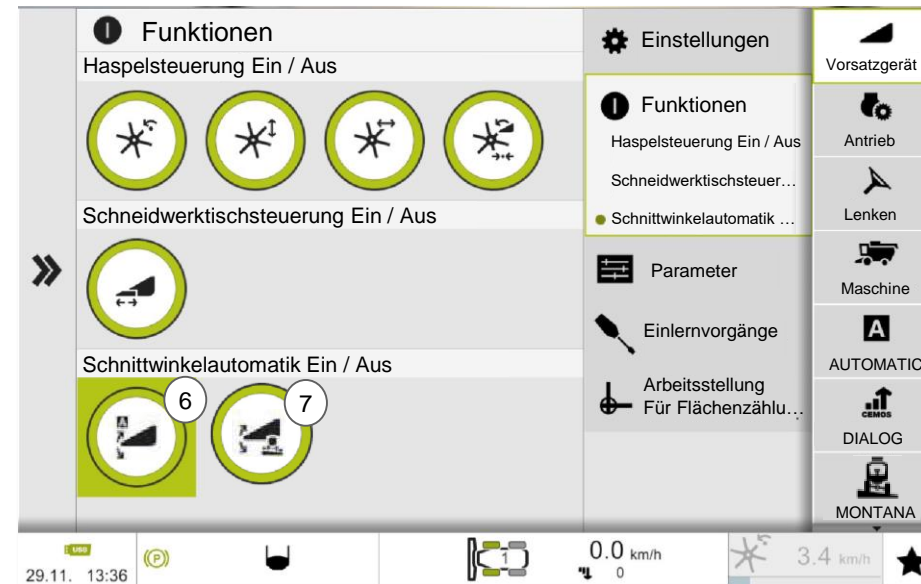 Funktionen
Haspelsteuerung Ein / Aus
Schneidwerktischsteuerung Ein / Aus
Schnittwinkelautomatik Ein / Aus
6
7
A
Einstellungen
Funktionen
Haspelsteuerung Ein / Aus
Schneidwerktischsteuer…
Schnittwinkelautomatik …
Parameter
Einlernvorgänge
Arbeitsstellung
Für Flächenzählu…
Vorsatzgerät
Antrieb
Lenken
Maschine
A
AUTOMATIC
CEMOS
DIALOG
MONTANA
USB
29.11. 13:36
(P)
1
0.0 km/h
0
3.4 km/h